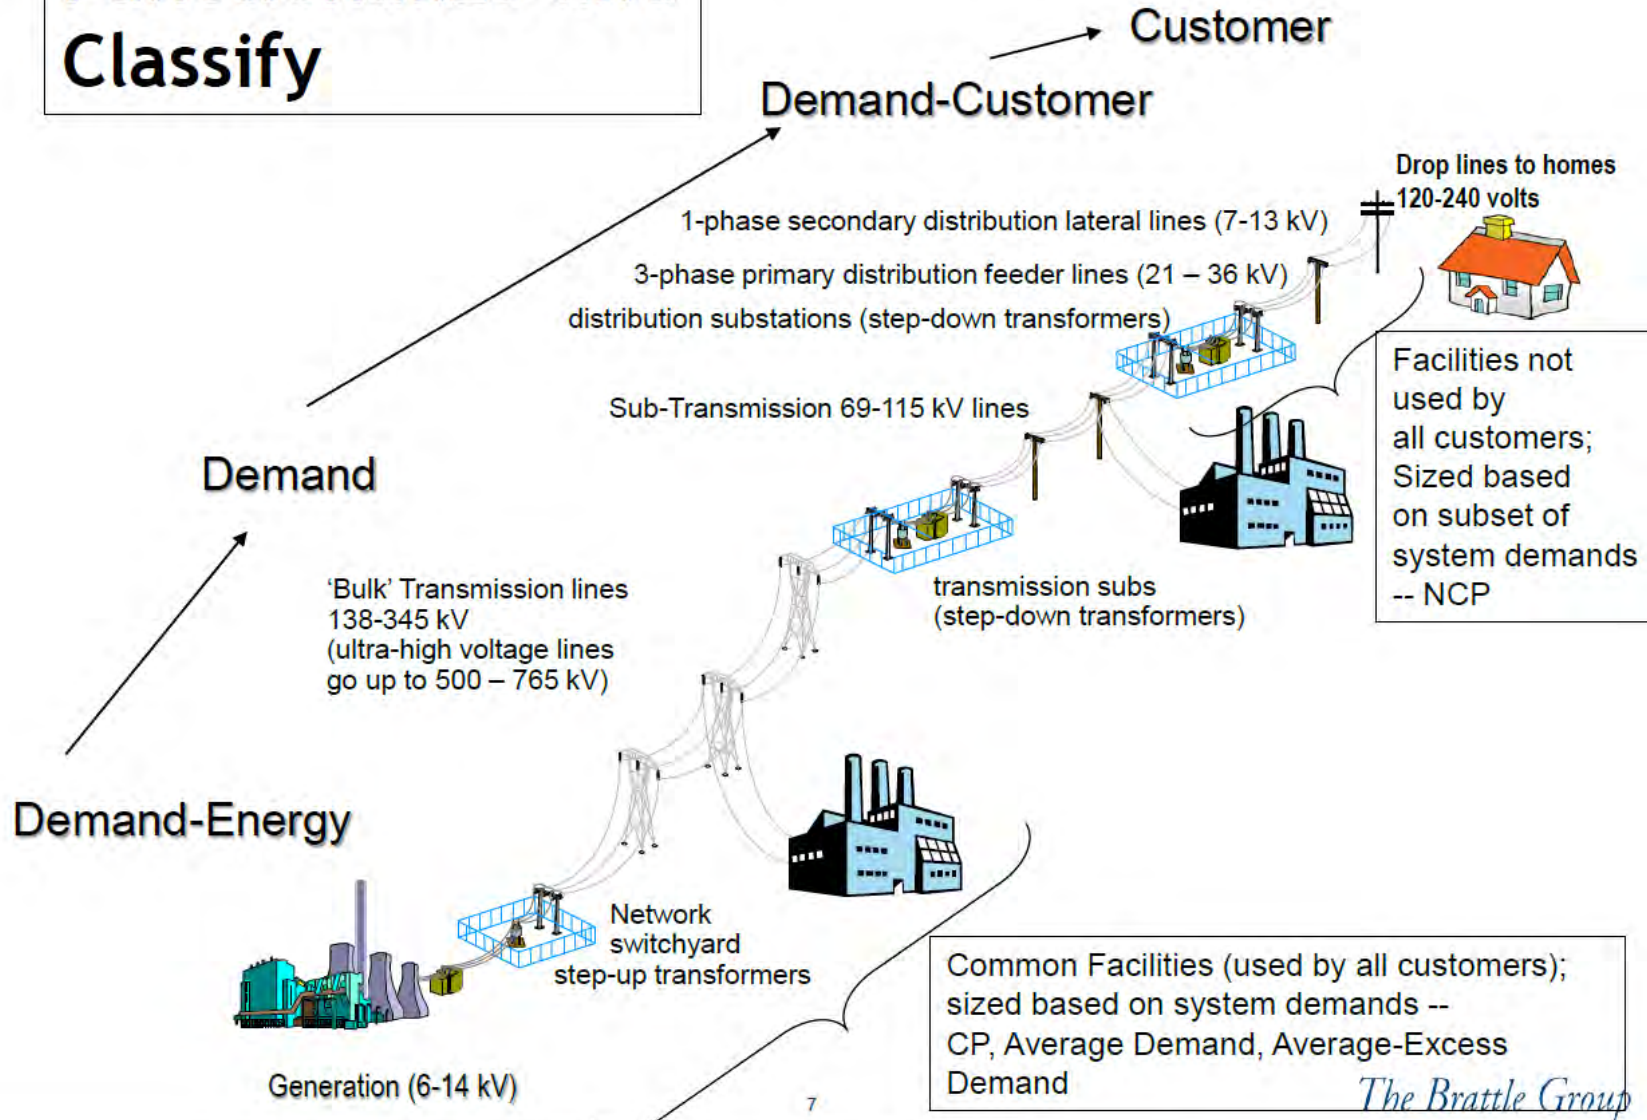 Classify
Customer
Demand-Customer
Drop lines to homes
120-240 volts
1-phase secondary distribution lateral lines (7-13 kV)
3-phase primary distribution feeder lines (21 – 36 kV)
distribution substations (step-down transformers)
Facilities not
used by
all customers;
Sized based
on subset of
system demands
-- NCP
Sub-Transmission 69-115 kV lines
Demand
'Bulk' Transmission lines
138-345 kV
(ultra-high voltage lines
go up to 500 – 765 kV)
transmission subs
(step-down transformers)
Demand-Energy
Network
switchyard
step-up transformers
Generation (6-14 kV)
Common Facilities (used by all customers);
sized based on system demands --
CP, Average Demand, Average-Excess
Demand
7
The Brattle Group